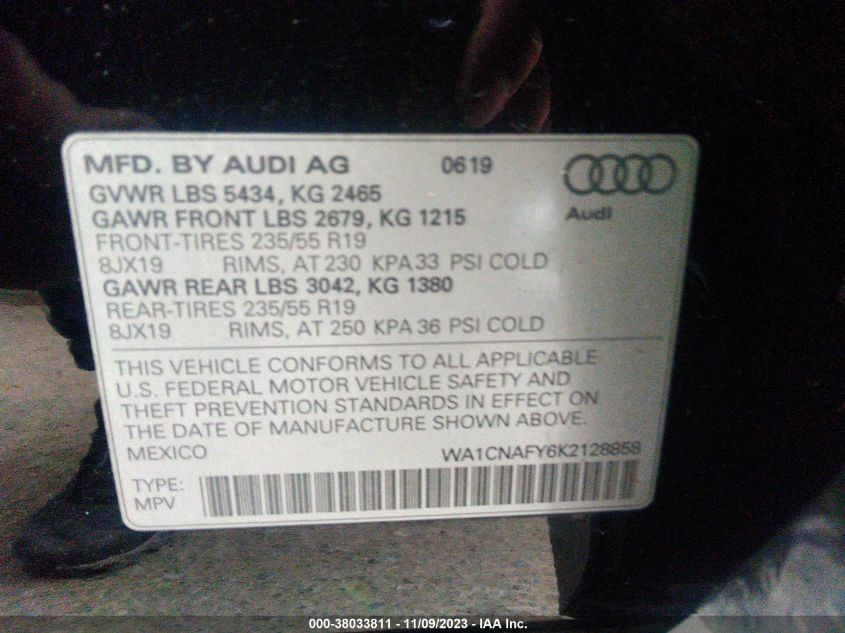 MFD. BY AUDI AG 0619
GVWR LBS 5434, KG 2465
GAWR FRONT LBS 2679, KG 1215
Audi
FRONT-TIRES 235/55 R19
8JX19 RIMS, AT 230 KPA 33 PSI COLD
GAWR REAR LBS 3042, KG 1380
REAR-TIRES 235/55 R19
8JX19 RIMS, AT 250 KPA 36 PSI COLD
THIS VEHICLE CONFORMS TO ALL APPLICABLE
U.S. FEDERAL MOTOR VEHICLE SAFETY AND
THEFT PREVENTION STANDARDS IN EFFECT ON
THE DATE OF MANUFACTURE SHOWN ABOVE.
MEXICO WA1CNAFY6K2128858
TYPE:
MPV
000-38033811 - 11/09/2023 - IAA Inc.